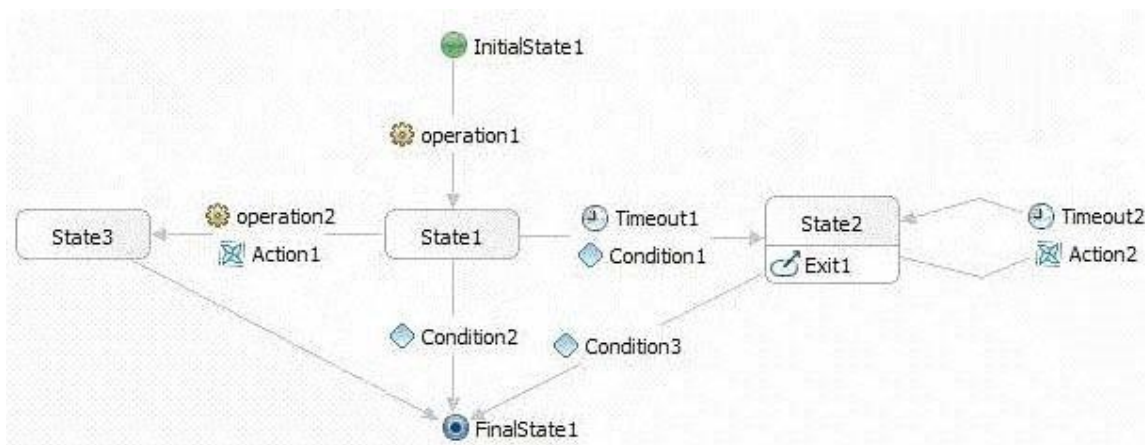 InitialState1
operation1
operation2
Action1
State3
State1
Timeout1
Condition1
State2
Exit1
Timeout2
Action2
Condition2
Condition3
FinalState1